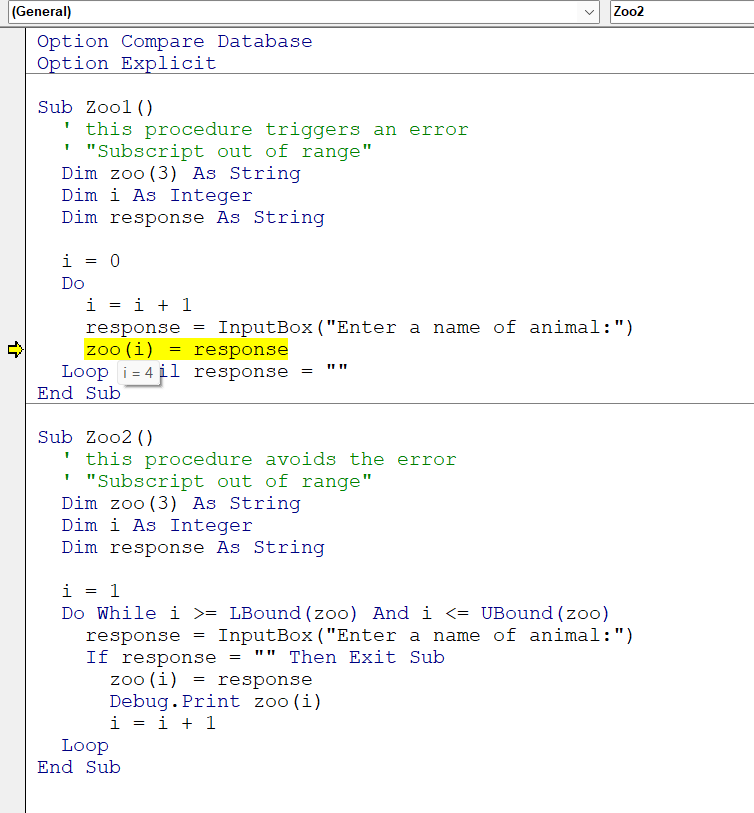 (General)
Zoo2
Option Compare Database
Option Explicit
Sub Zoo1()
' this procedure triggers an error
' "Subscript out of range"
Dim zoo(3) As String
Dim i As Integer
Dim response As String
i = 0
Do
i = i + 1
response = InputBox("Enter a name of animal:")
zoo(i) = response
Loop i = 4 il response = ""
End Sub
Sub Zoo2()
' this procedure avoids the error
' "Subscript out of range"
Dim zoo(3) As String
Dim i As Integer
Dim response As String
i = 1
Do While i >= LBound(zoo) And i <= UBound(zoo)
response = InputBox("Enter a name of animal:")
If response = "" Then Exit Sub
zoo(i) = response
Debug.Print zoo(i)
i = i + 1
Loop
End Sub